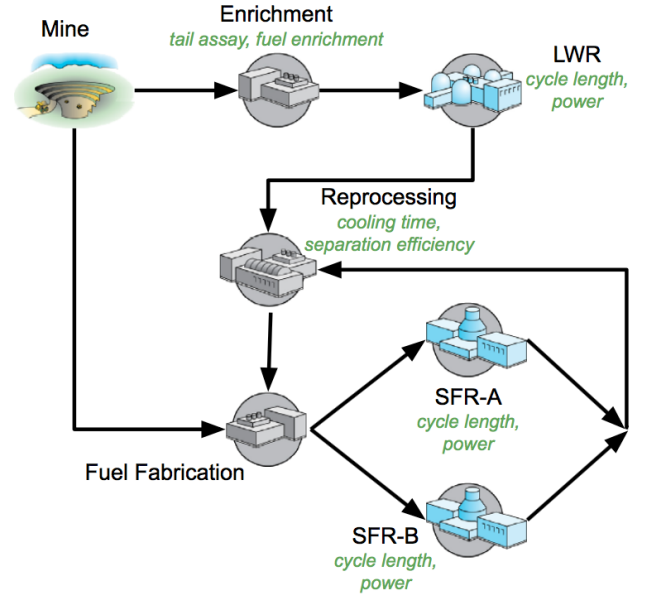 Mine
Enrichment
tail assay, fuel enrichment
LWR
cycle length,
power
Reprocessing
cooling time,
separation efficiency
SFR-A
cycle length,
power
Fuel Fabrication
SFR-B
cycle length,
power